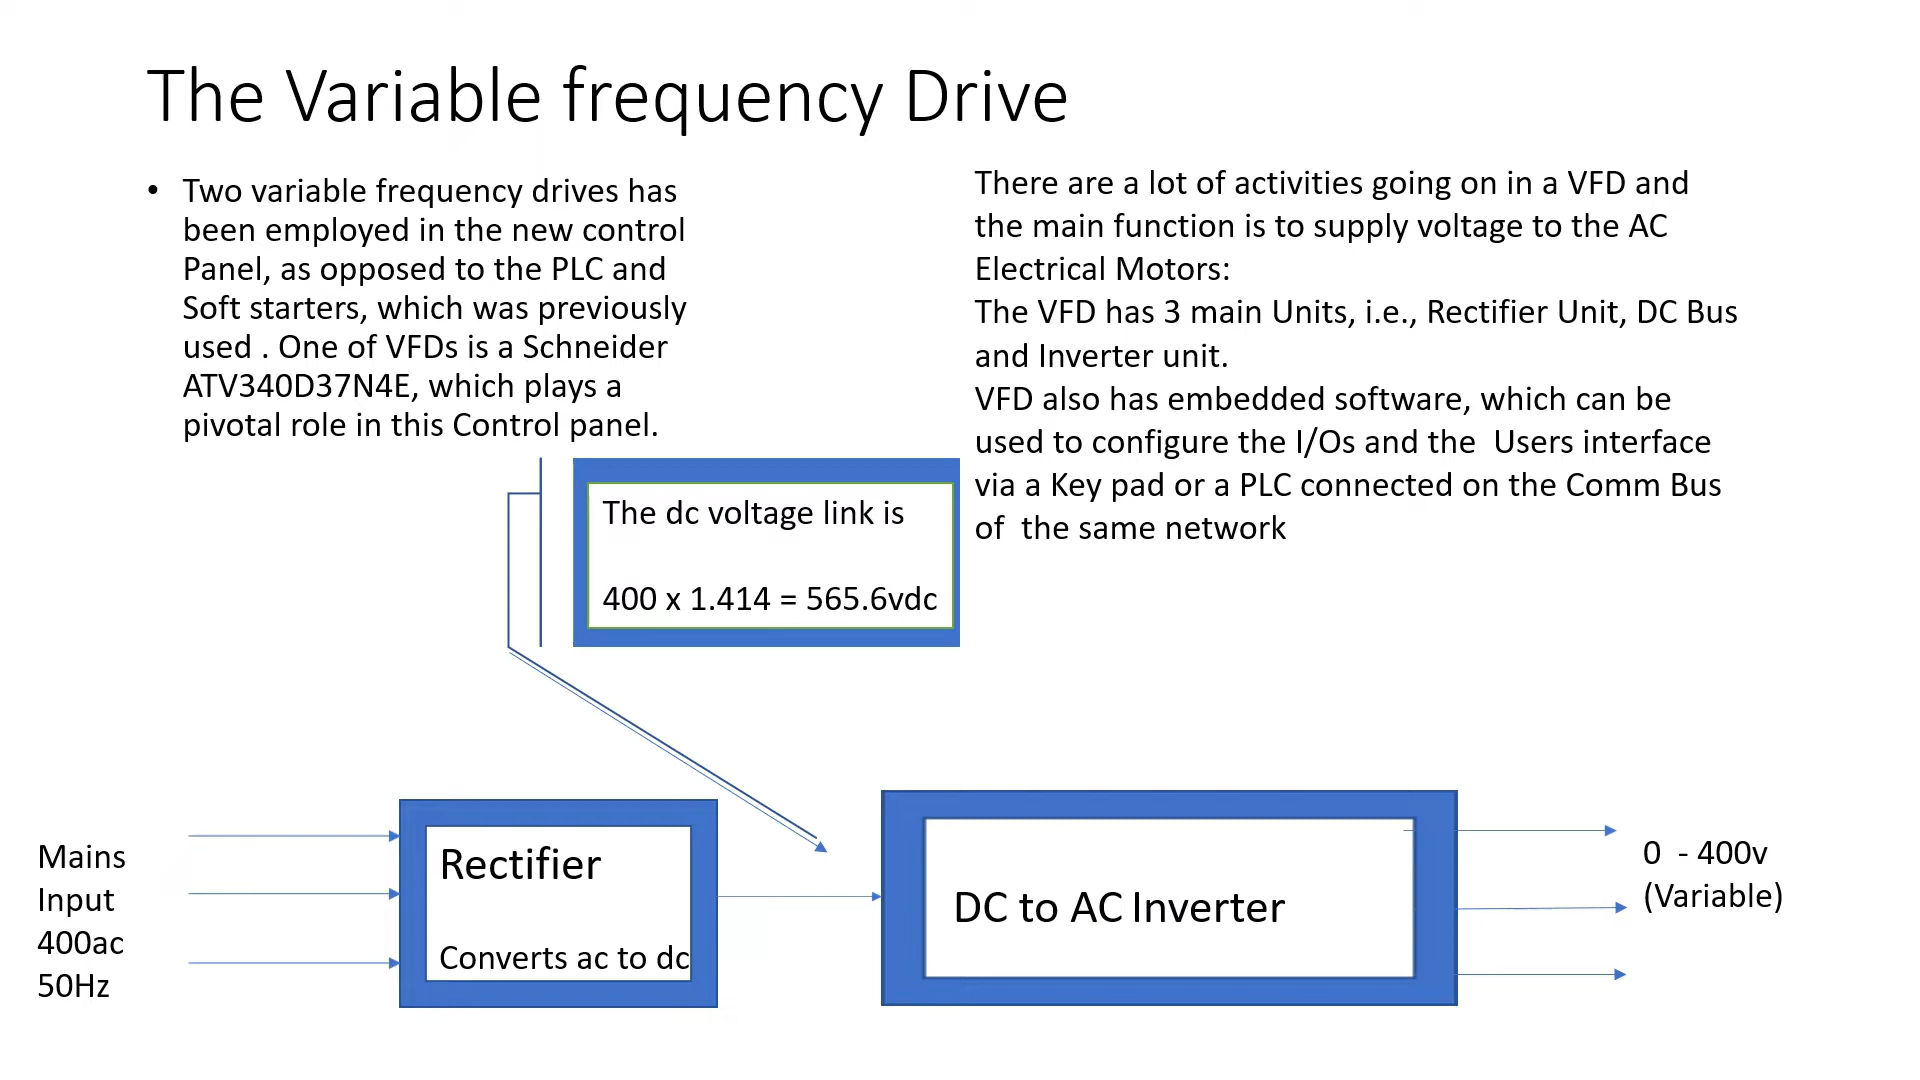 The Variable frequency Drive
• Two variable frequency drives has
been employed in the new control
Panel, as opposed to the PLC and
Soft starters, which was previously
used . One of VFDs is a Schneider
ATV340D37N4E, which plays a
pivotal role in this Control panel.
There are a lot of activities going on in a VFD and
the main function is to supply voltage to the AC
Electrical Motors:
The VFD has 3 main Units, i.e., Rectifier Unit, DC Bus
and Inverter unit.
VFD also has embedded software, which can be
used to configure the I/Os and the  Users interface
via a Key pad or a PLC connected on the Comm Bus
of  the same network
The dc voltage link is
400 x 1.414 = 565.6vdc
Mains
Input
400ac
50Hz
Rectifier
Converts ac to dc
DC to AC Inverter
0  - 400v
(Variable)